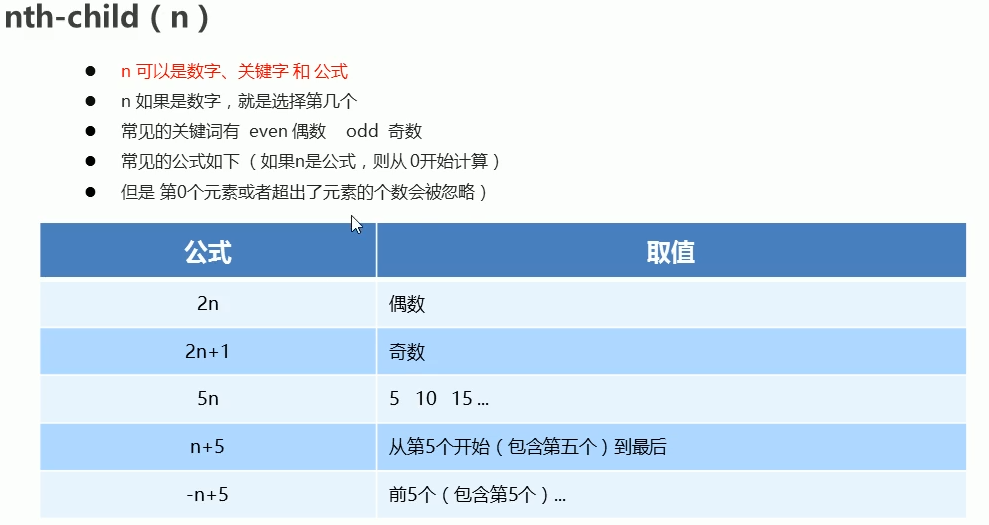 nth-child（n）
● n 可以是数字、关键字 和 公式
● n 如果是数字，就是选择第几个
● 常见的关键词有 even 偶数 odd 奇数
● 常见的公式如下（如果n是公式，则从 0开始计算）
● 但是 第0个元素或者超出了元素的个数会被忽略）
公式 取值
2n 偶数
2n+1 奇数
5n 5 10 15 ...
n+5 从第5个开始（包含第五个）到最后
-n+5 前5个（包含第5个）...